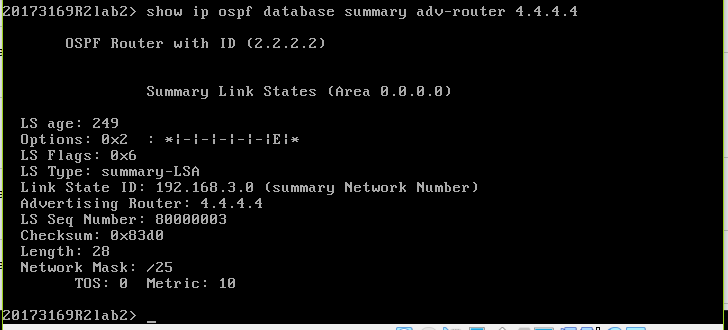 20173169R2lab2> show ip ospf database summary adv-router 4.4.4.4
OSPF Router with ID (2.2.2.2)
Summary Link States (Area 0.0.0.0)
LS age: 249
Options: 0x2  : *|-|-|-|-|-|E|*
LS Flags: 0x6
LS Type: summary-LSA
Link State ID: 192.168.3.0 (summary Network Number)
Advertising Router: 4.4.4.4
LS Seq Number: 80000003
Checksum: 0x83d0
Length: 28
Network Mask: /25
TOS: 0  Metric: 10
20173169R2lab2> _